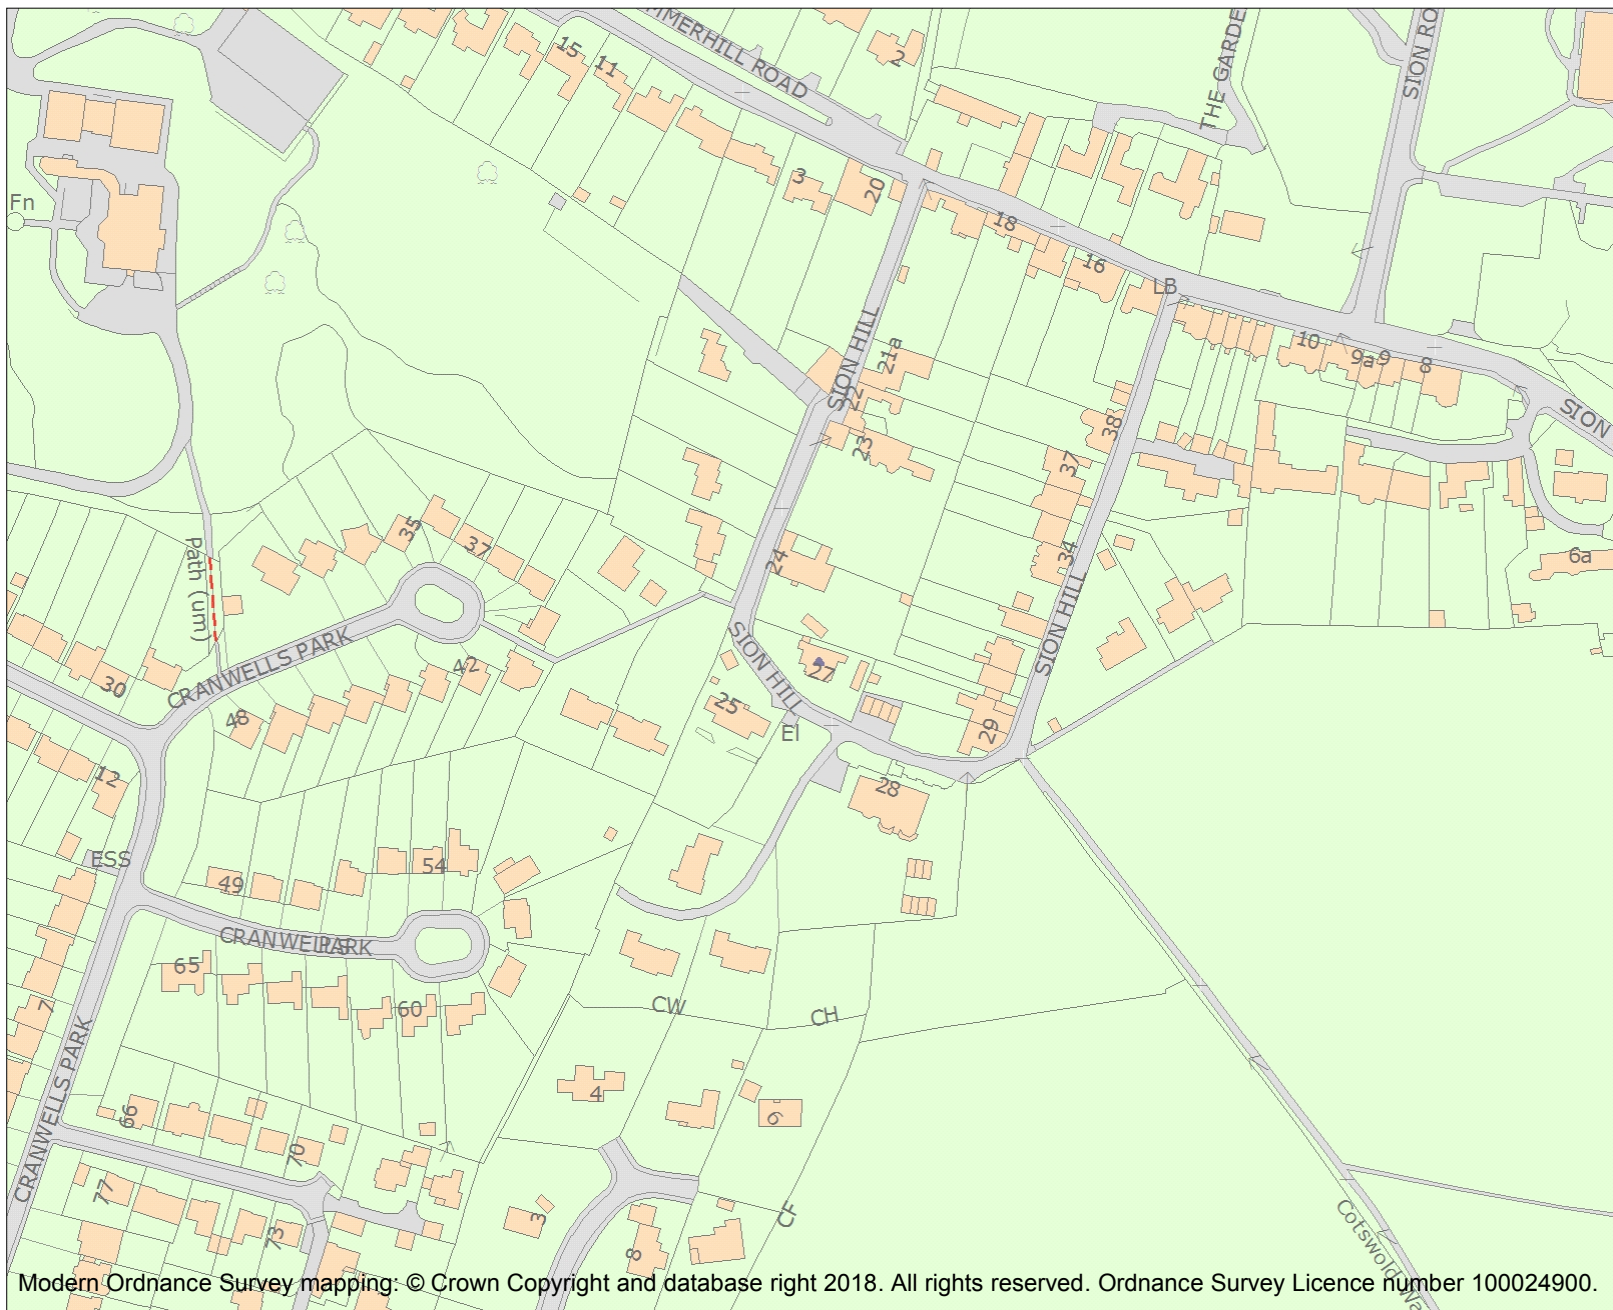 MMERHILL ROAD
15
11
2
THE GARDE
SION RO
Fn
3
20
18
16
LB
SION HILL
21a
22
23
10
9a
9
8
SION
38
37
34
SION HILL
6a
24
35
37
Path (um)
CRANWELLS PARK
42
30
48
12
SION HILL
27
25
El
29
28
ESS
49
54
CRANWELLS PARK
65
60
7
CRANWELLS PARK
CW
CH
4
6
66
70
77
73
3
8
CF
Cotswold Wa
Modern Ordnance Survey mapping: © Crown Copyright and database right 2018. All rights reserved. Ordnance Survey Licence number 100024900.